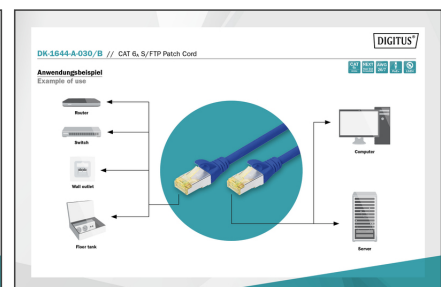 DIGITUS®
DK-1644-A-030/B // CAT 6A S/FTP Patch Cord
Anwendungsbeispiel
Example of use
Router
Switch
Wall outlet
Floor tank
Computer
Server